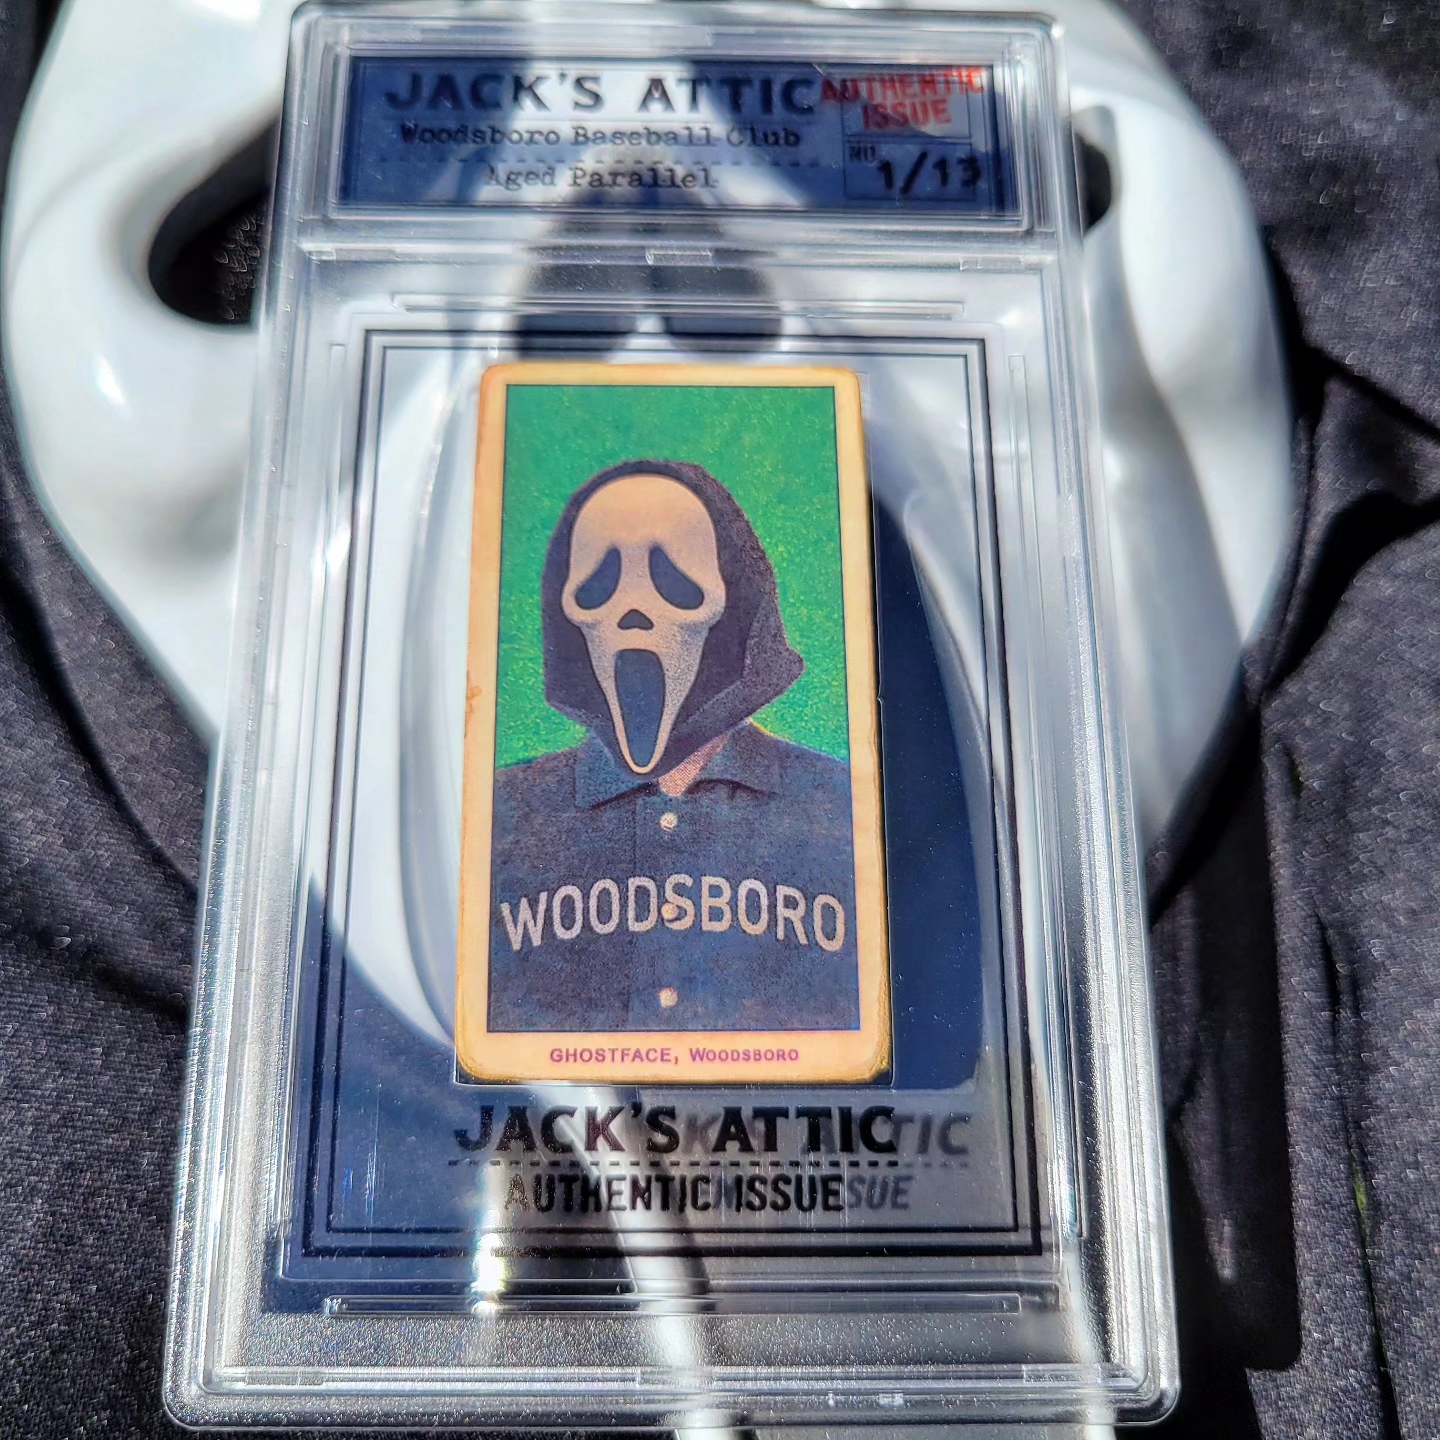 JACK'S ATTIC
AUTHENTIC
ISSUE
Woodsboro Baseball Club
Aged Parallel
NO.
1/13
WOODSBORO
GHOSTFACE, WOODSBORO
JACK'S ATTIC
AUTHENTIC ISSUE